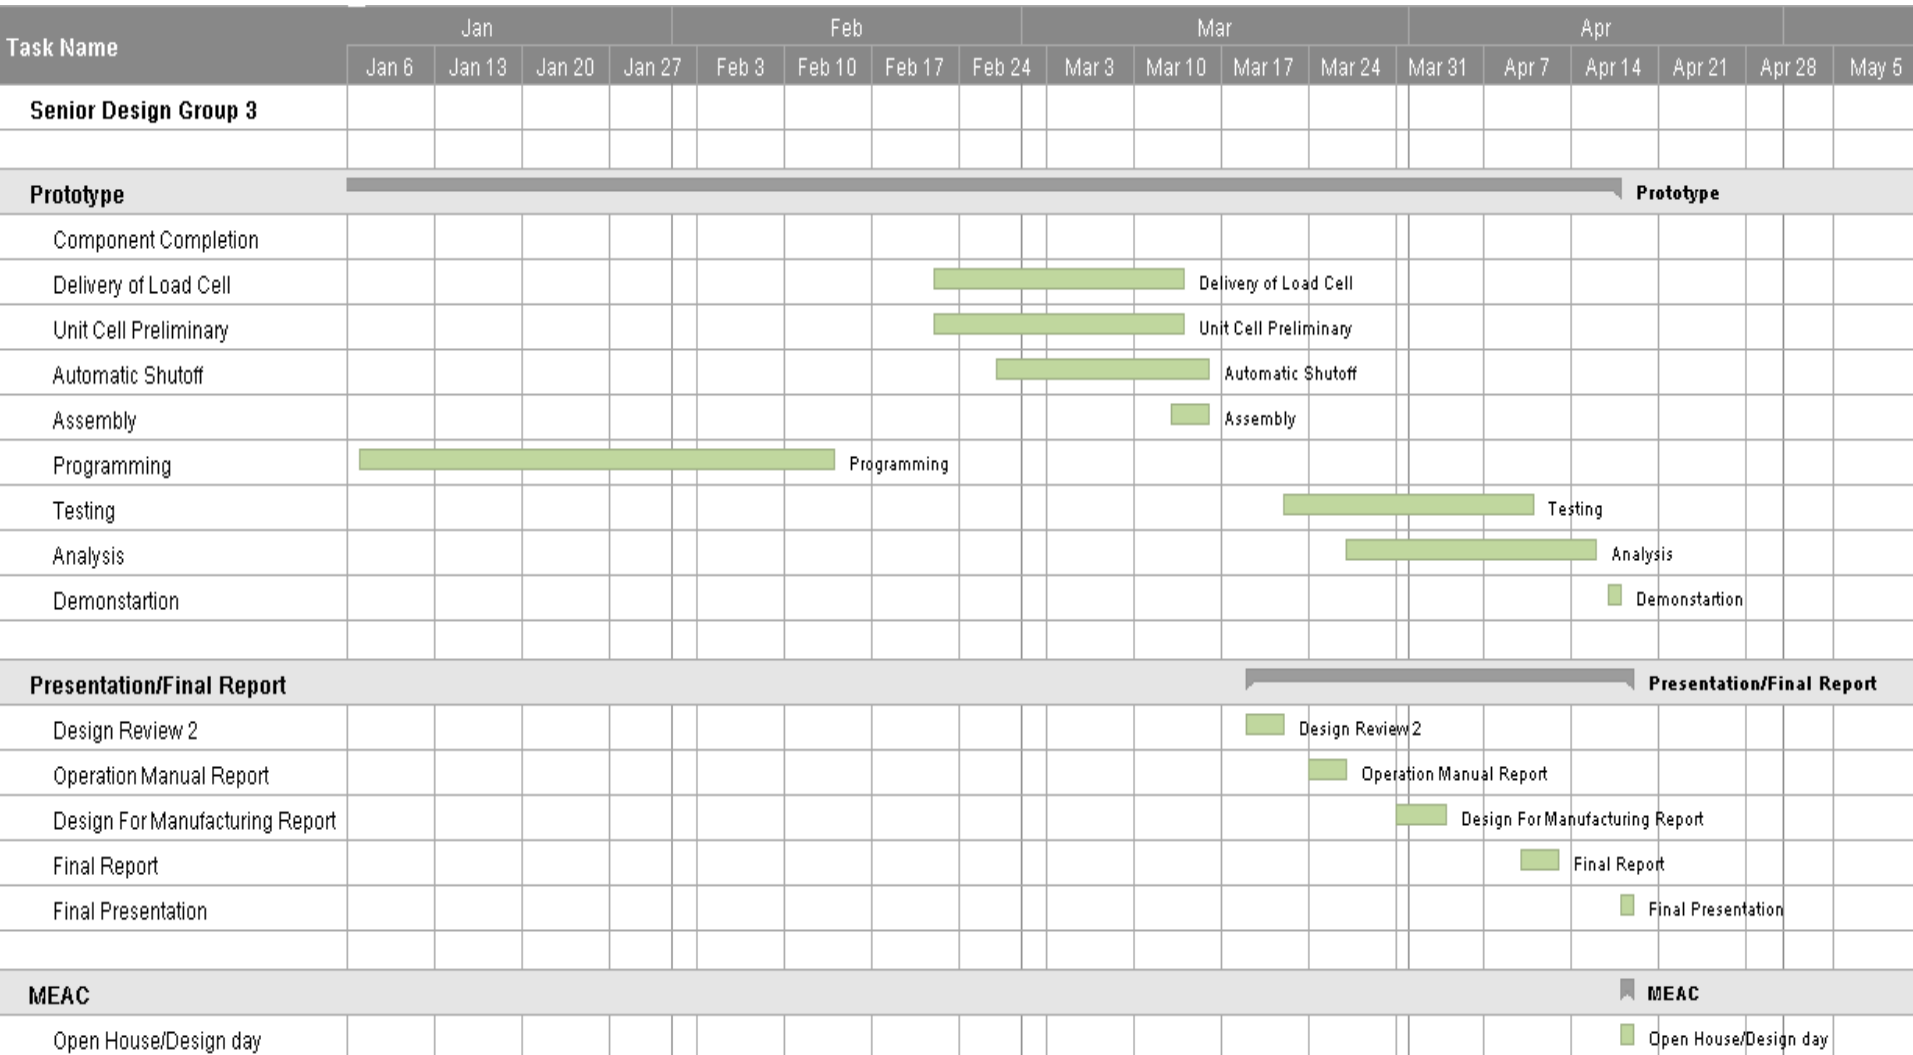 Task Name
Jan Feb Mar Apr
Jan 6 Jan 13 Jan 20 Jan 27 Feb 3 Feb 10 Feb 17 Feb 24 Mar 3 Mar 10 Mar 17 Mar 24 Mar 31 Apr 7 Apr 14 Apr 21 Apr 28 May 5
Senior Design Group 3
Prototype Prototype
Component Completion
Delivery of Load Cell Delivery of Load Cell
Unit Cell Preliminary Unit Cell Preliminary
Automatic Shutoff Automatic Shutoff
Assembly Assembly
Programming Programming
Testing Testing
Analysis Analysis
Demonstartion Demonstartion
Presentation/Final Report Presentation/Final Report
Design Review 2 Design Review 2
Operation Manual Report Operation Manual Report
Design For Manufacturing Report Design For Manufacturing Report
Final Report Final Report
Final Presentation Final Presentation
MEAC MEAC
Open House/Design day Open House/Design day